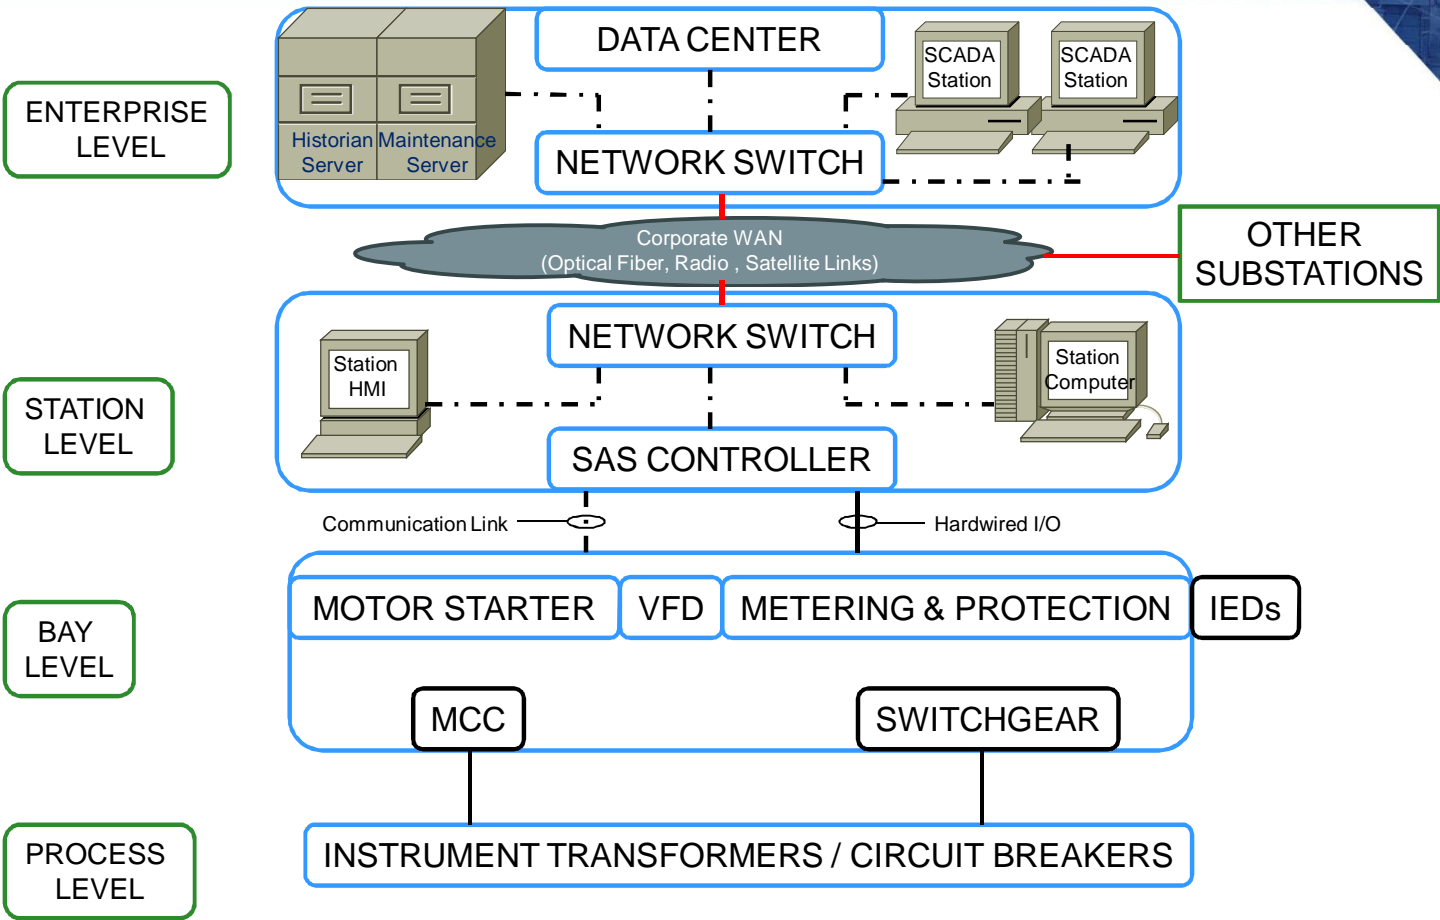 DATA CENTER
SCADA
Station
SCADA
Station
ENTERPRISE
LEVEL
Historian
Server
Maintenance
Server
NETWORK SWITCH
Corporate WAN
(Optical Fiber, Radio , Satellite Links)
OTHER
SUBSTATIONS
NETWORK SWITCH
Station
HMI
Station
Computer
STATION
LEVEL
SAS CONTROLLER
Communication Link
Hardwired I/O
MOTOR STARTER
VFD
METERING & PROTECTION
IEDs
BAY
LEVEL
MCC
SWITCHGEAR
PROCESS
LEVEL
INSTRUMENT TRANSFORMERS / CIRCUIT BREAKERS